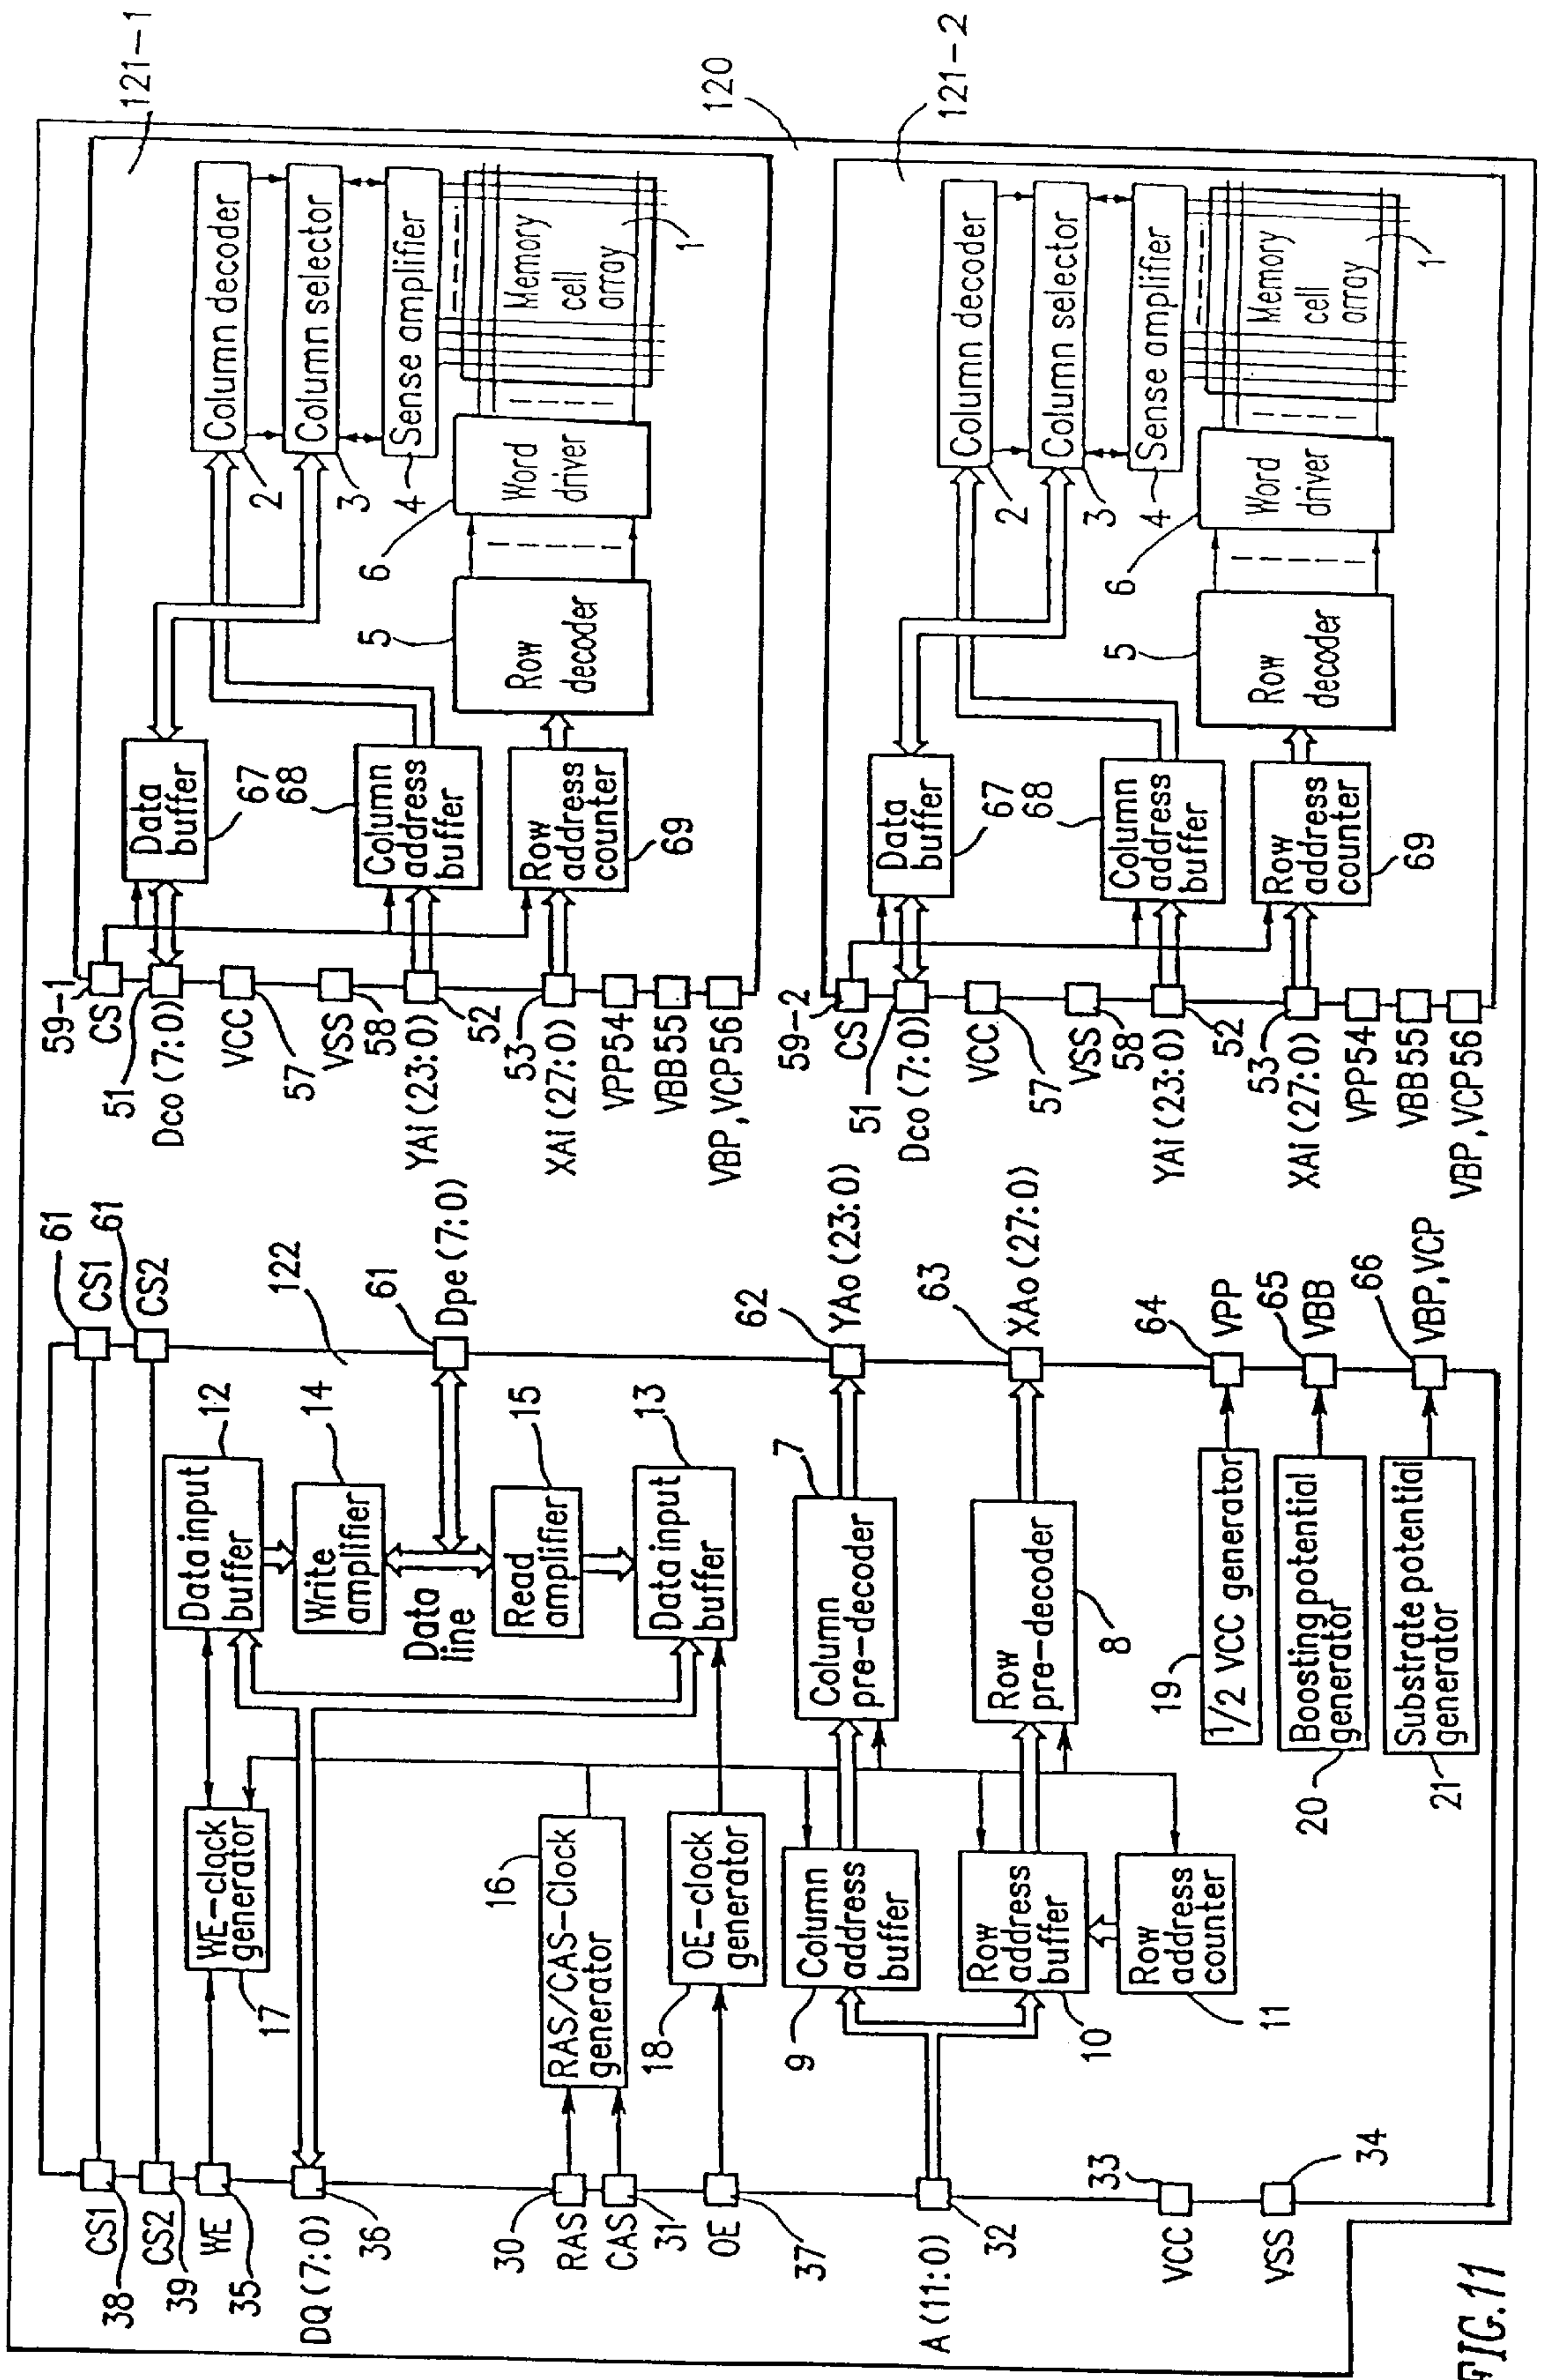 120
122
CS1
38
CS2
39
WE
35
DQ(7:0)
36
30
RAS
CAS
31
OE
37
A(11:0)
32
VCC
33
VSS
34
WE-clock
generator
17
16
RAS/CAS-Clock
generator
18
OE-clock
generator
9
Column
address
buffer
Row
address
buffer
10
Row
address
counter
11
Data input
buffer
12
Write
amplifier
14
Data
line
Read
amplifier
15
Data input
buffer
13
7
Column
pre-decoder
Row
pre-decoder
8
19
1/2 VCC generator
Boosting potential
generator
20
Substrate potential
generator
21
61
CS1
61
CS2
61
Dpe(7:0)
62
YAo(23:0)
63
XAo(27:0)
64
VPP
65
VBB
66
VBP,VCP
121-1
59-1
CS
51
Dco(7:0)
VCC
57
VSS
58
YAi(23:0)
52
53
XAi(27:0)
VPP54
VBB55
VBP,VCP56
Data
buffer
67
68
Column
address
buffer
Row
address
counter
69
5
Row
decoder
6
Word
driver
Column decoder
2
Column selector
3
Sense amplifier
4
Memory
cell
array
1
121-2
59-2
CS
51
Dco(7:0)
VCC
57
VSS
58
YAi(23:0)
52
53
XAi(27:0)
VPP54
VBB55
VBP,VCP56
Data
buffer
67
68
Column
address
buffer
Row
address
counter
69
5
Row
decoder
6
Word
driver
Column decoder
2
Column selector
3
Sense amplifier
4
Memory
cell
array
1
FIG.11